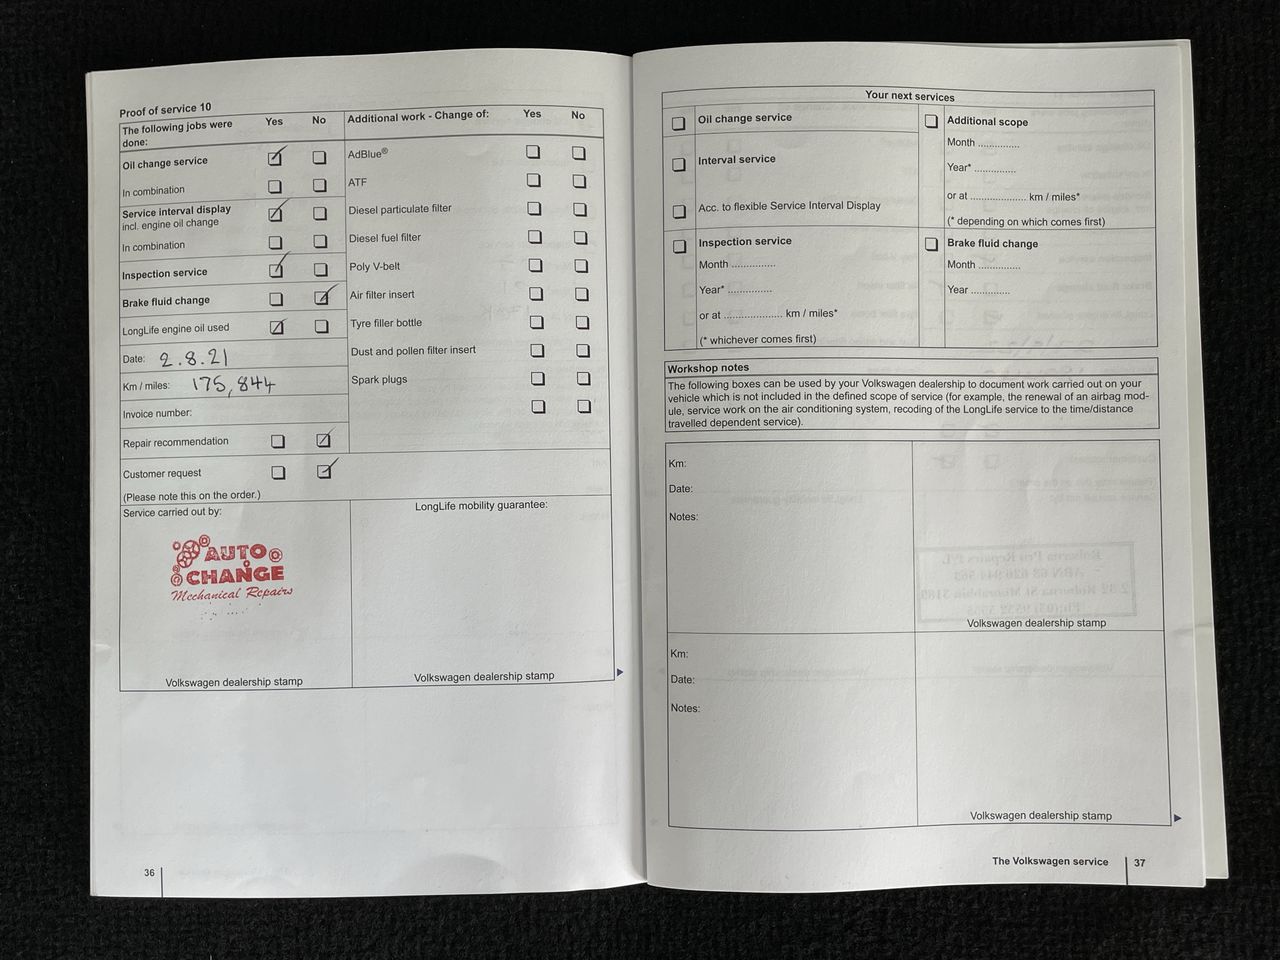 Proof of service 10
The following jobs were done: Yes No
Oil change service
In combination
Service interval display
incl. engine oil change
In combination
Inspection service
Brake fluid change
LongLife engine oil used
Date: 2.8.21
Km / miles: 175,844
Invoice number:
Repair recommendation
Customer request
(Please note this on the order.)
Additional work - Change of: Yes No
AdBlue®
ATF
Diesel particulate filter
Diesel fuel filter
Poly V-belt
Air filter insert
Tyre filler bottle
Dust and pollen filter insert
Spark plugs
Service carried out by:
AUTO
CHANGE
Mechanical Repairs
Volkswagen dealership stamp
LongLife mobility guarantee:
Volkswagen dealership stamp
36
Your next services
Oil change service
Interval service
Acc. to flexible Service Interval Display
Inspection service
Month ...............
Year* ...............
or at .................... km / miles*
(* whichever comes first)
Additional scope
Month ..............
Year* ..............
or at ................... km / miles*
(* depending on which comes first)
Brake fluid change
Month ..............
Year .............
Workshop notes
The following boxes can be used by your Volkswagen dealership to document work carried out on your
vehicle which is not included in the defined scope of service (for example, the renewal of an airbag mod-
ule, service work on the air conditioning system, recoding of the LongLife service to the time/distance
travelled dependent service).
Km:
Date:
Notes:
Volkswagen dealership stamp
Km:
Date:
Notes:
Volkswagen dealership stamp
The Volkswagen service 37